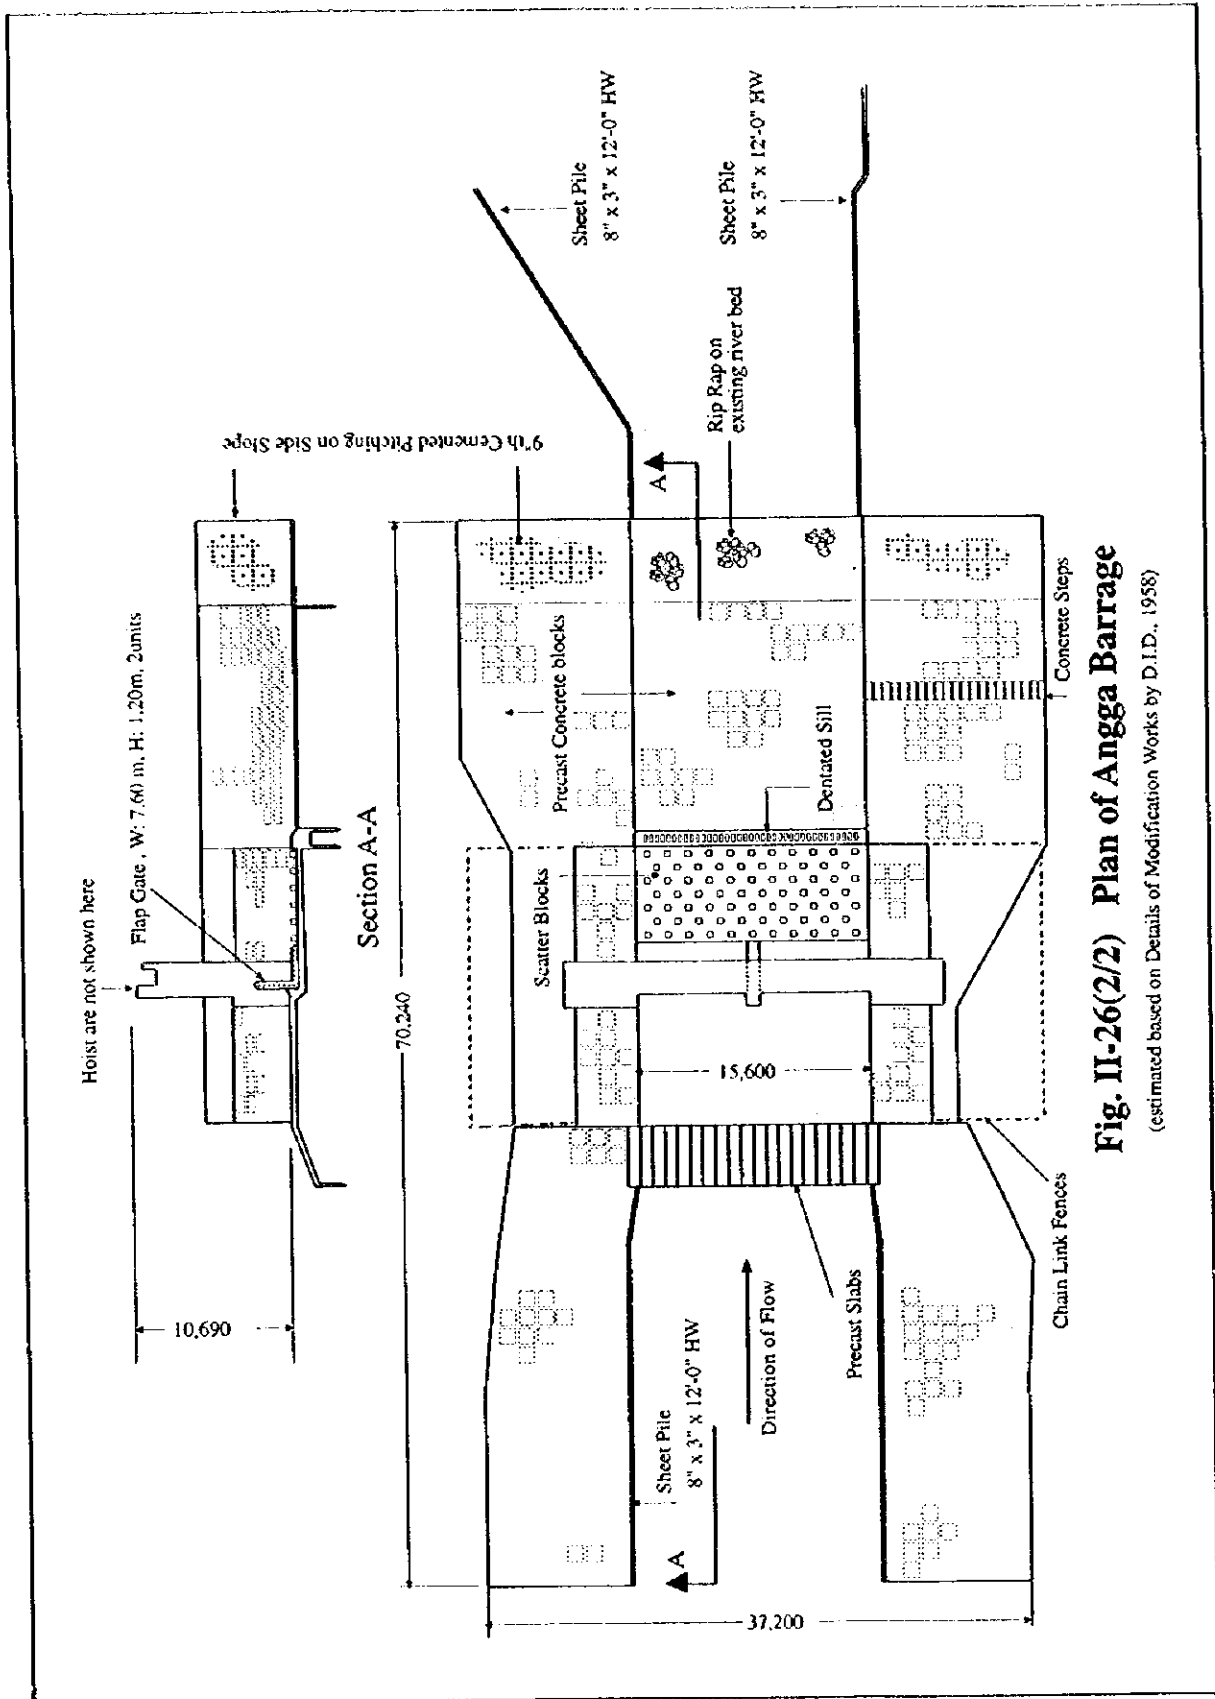 Hoist are not shown here
Flap Gate , W: 7.60 m, H: 1.20m, 2units
10,690
Section A-A
70,240
9"th Cemented Pitching on Side Slope
Sheet Pile
8" x 3" x 12'-0" HW
Sheet Pile
8" x 3" x 12'-0" HW
Rip Rap on
existing river bed
A
Precast Concrete blocks
Scatter Blocks
Dentated Sill
15,600
Sheet Pile
8" x 3" x 12'-0" HW
A
Direction of Flow
Precast Slabs
37,200
Chain Link Fences
Concrete Steps
Fig. II-26(2/2) Plan of Angga Barrage
(estimated based on Details of Modification Works by D.I.D., 1958)